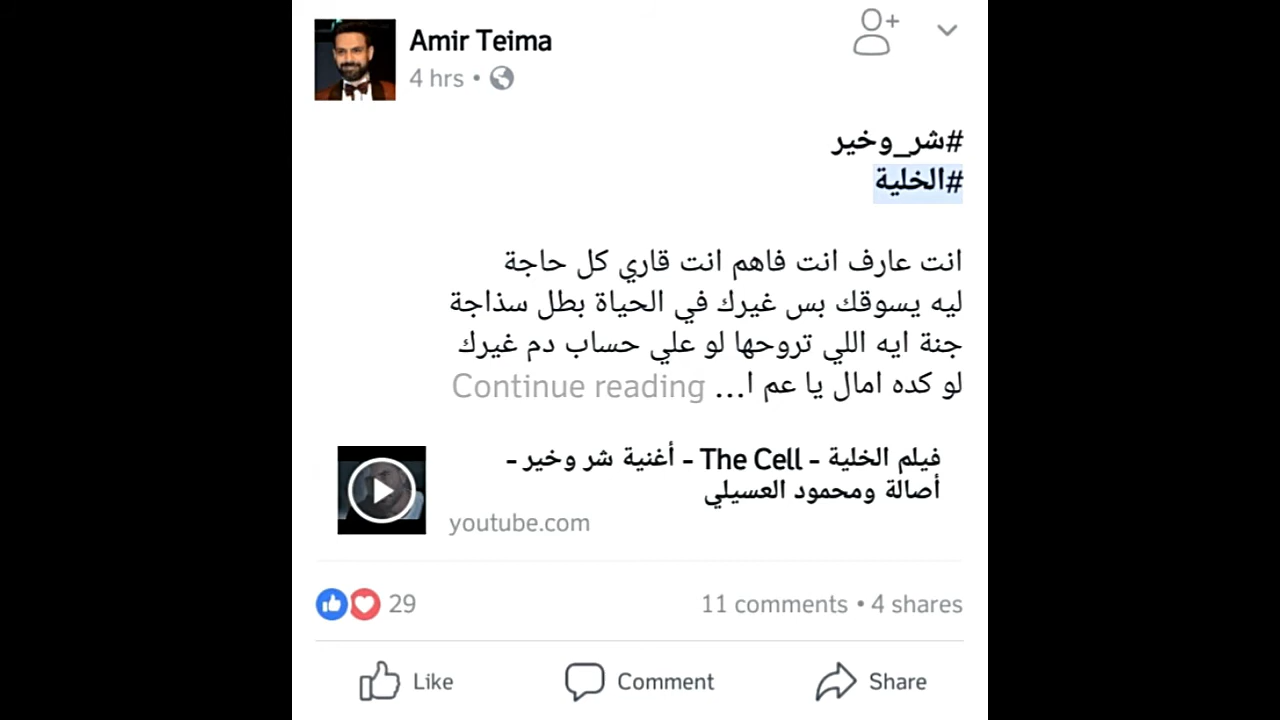 Amir Teima
4 hrs •
#شر_وخير
#الخلية
انت عارف انت فاهم انت قاري كل حاجة
ليه يسوقك بس غيرك في الحياة بطل سذاجة
جنة ايه اللي تروحها لو علي حساب دم غيرك
لو كده امال يا عم ا... Continue reading
فيلم الخلية - The Cell - أغنية شر وخير -
أصالة ومحمود العسيلي
youtube.com
29 11 comments • 4 shares
Like Comment Share